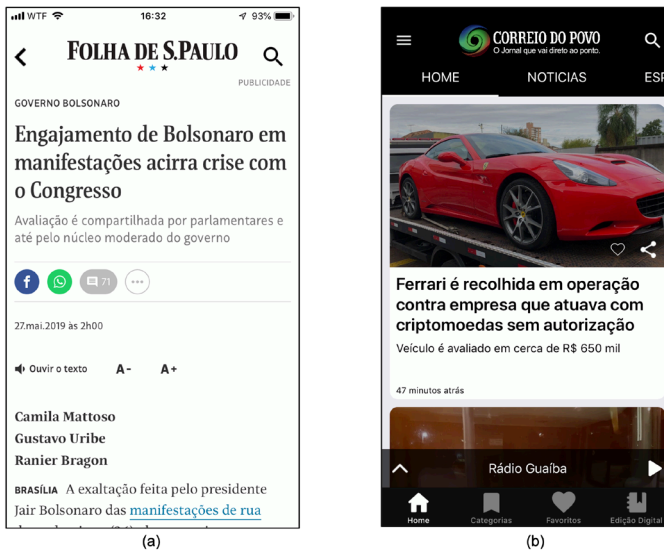 WTF 16:32 93%
FOLHA DE S.PAULO
PUBLICIDADE
GOVERNO BOLSONARO
Engajamento de Bolsonaro em
manifestações acirra crise com
o Congresso
Avaliação é compartilhada por parlamentares e
até pelo núcleo moderado do governo
71
27.mai.2019 às 2h00
Ouvir o texto A- A+
Camila Mattoso
Gustavo Uribe
Ranier Bragon
BRASÍLIA A exaltação feita pelo presidente
Jair Bolsonaro das manifestações de rua
(a)
CORREIO DO POVO
O Jornal que vai direto ao ponto.
HOME NOTICIAS ESP
Ferrari é recolhida em operação
contra empresa que atuava com
criptomoedas sem autorização
Veículo é avaliado em cerca de R$ 650 mil
47 minutos atrás
Rádio Guaíba
Home Categorias Favoritos Edição Digital
(b)